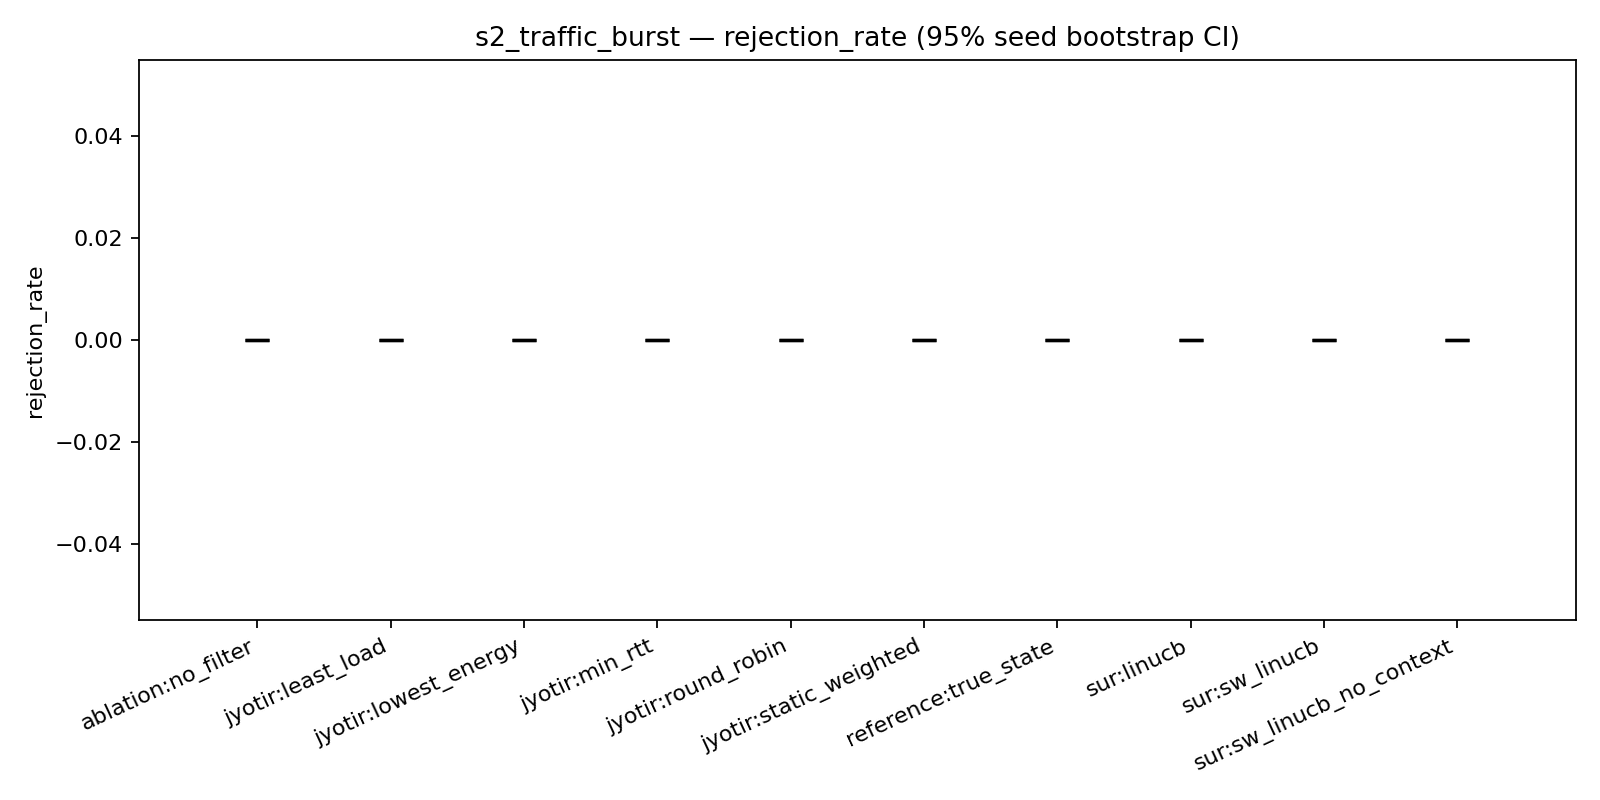 s2_traffic_burst — rejection_rate (95% seed bootstrap CI)
rejection_rate
0.04
0.02
0.00
−0.02
−0.04
ablation:no_filter
jyotir:least_load
jyotir:lowest_energy
jyotir:min_rtt
jyotir:round_robin
jyotir:static_weighted
reference:true_state
sur:linucb
sur:sw_linucb
sur:sw_linucb_no_context